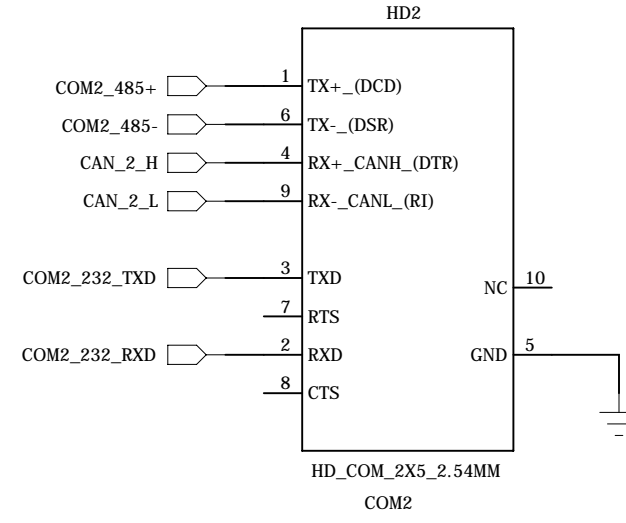 HD2
COM2_485+ 1 TX+_(DCD)
COM2_485- 6 TX-_(DSR)
CAN_2_H 4 RX+_CANH_(DTR)
CAN_2_L 9 RX-_CANL_(RI)
COM2_232_TXD 3 TXD
NC 10
7 RTS
COM2_232_RXD 2 RXD GND 5
8 CTS
HD_COM_2X5_2.54MM
COM2